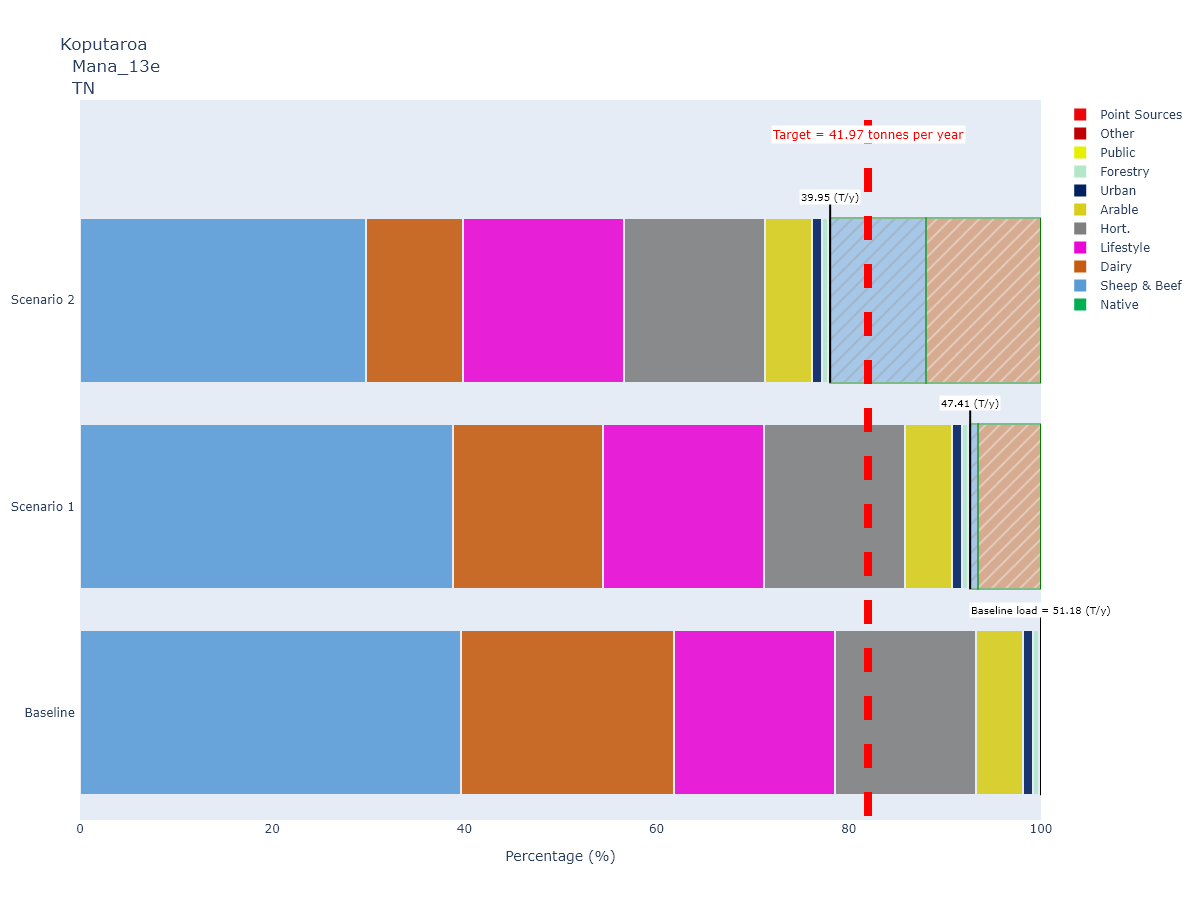 Koputaroa
Mana_13e
TN
Target = 41.97 tonnes per year
39.95 (T/y)
Scenario 2
47.41 (T/y)
Scenario 1
Baseline load = 51.18 (T/y)
Baseline
0
20
40
60
80
100
Percentage (%)
Point Sources
Other
Public
Forestry
Urban
Arable
Hort.
Lifestyle
Dairy
Sheep & Beef
Native